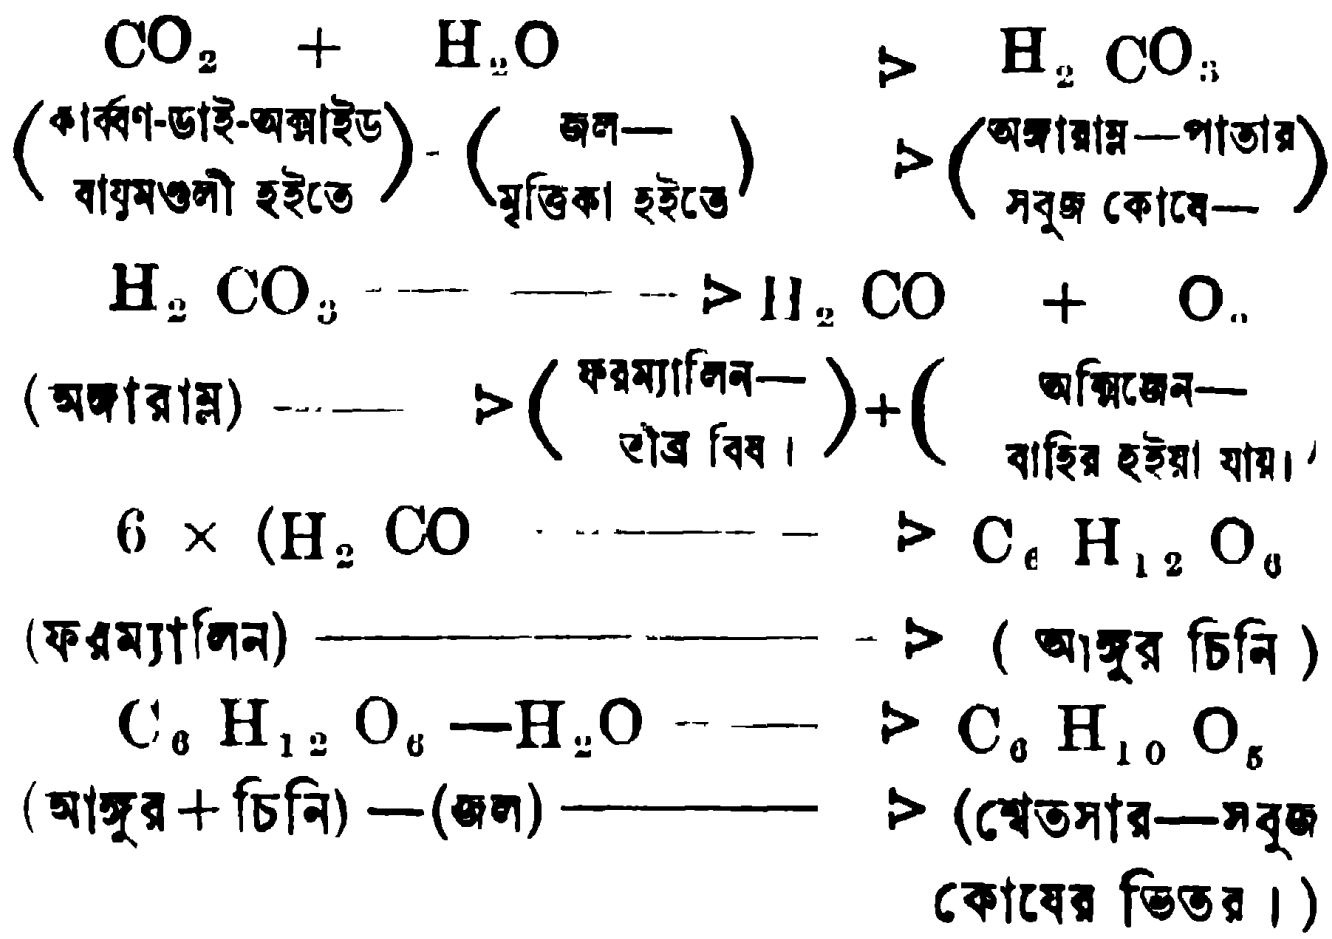 CO₂ + H₂O > H₂ CO₃
(কার্ব্বণ-ডাই-অক্সাইড বায়ুমণ্ডলী হইতে) - (জল— মৃত্তিকা হইতে) > (অঙ্গারাম্ল—পাতার সবুজ কোষে—)
H₂ CO₃ ---- — -- > H₂ CO + O₂
(অঙ্গারাম্ল) ---— > (ফরম্যালিন— তীব্র বিষ।) + (অক্সিজেন— বাহির হইয়া যায়।)
6 × (H₂ CO ------— > C₆ H₁₂ O₆
(ফরম্যালিন) ———— - > ( আঙ্গুর চিনি )
C₆ H₁₂ O₆ —H₂O --— > C₆ H₁₀ O₅
(আঙ্গুর + চিনি) —(জল) ——— > (শ্বেতসার—সবুজ
কোষের ভিতর।)